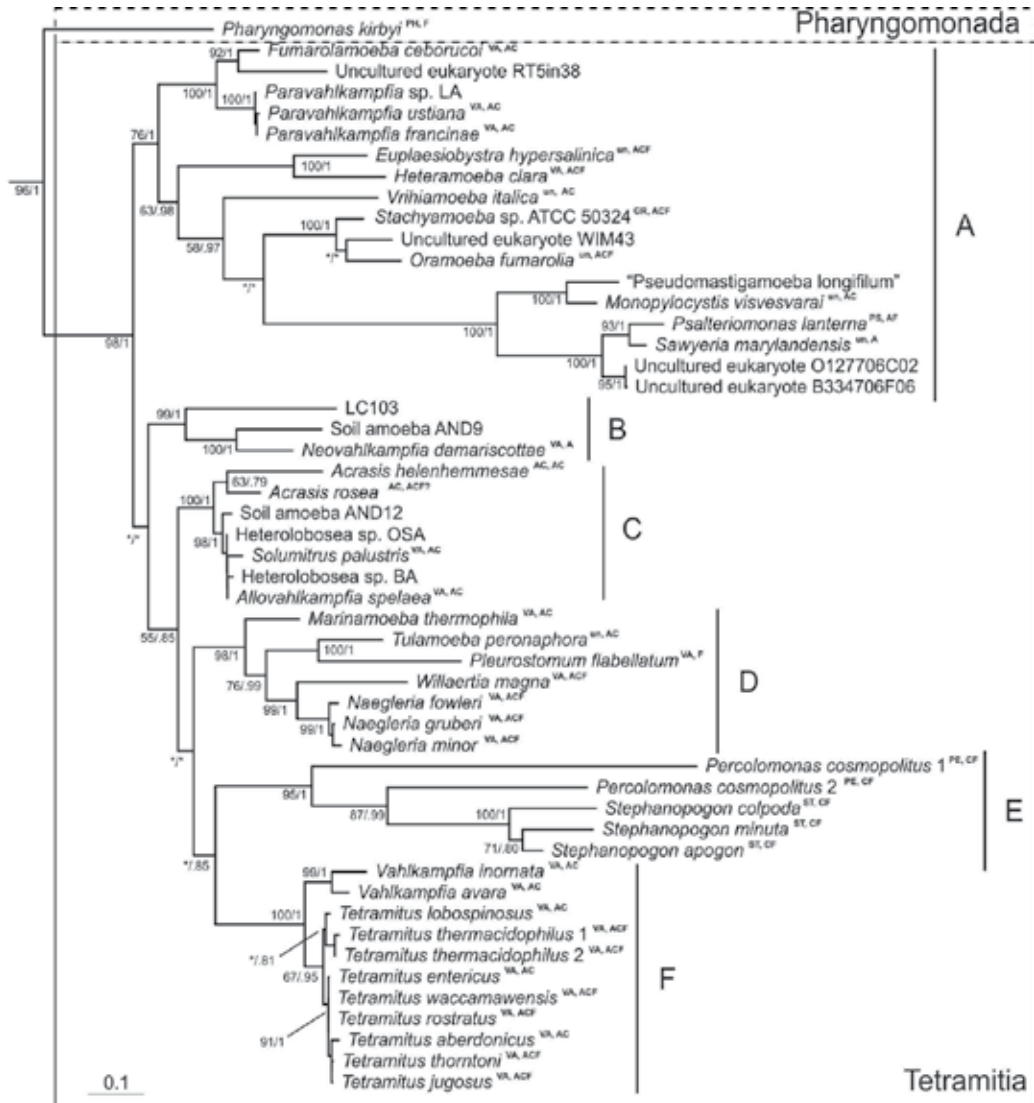 Pharyngomonada
Pharyngomonas kirbyi PH, F
Fumarolamoeba ceborucoi VA, AC
92/1
Uncultured eukaryote RT5in38
100/1
100/1
Paravahlkampfia sp. LA
Paravahlkampfia ustiana VA, AC
Paravahlkampfia francinae VA, AC
76/1
Euplaesiobystra hypersalinica un, ACF
100/1
Heteramoeba clara VA, ACF
96/1
Vrihiamoeba italica un, AC
63/.98
Stachyamoeba sp. ATCC 50324 GR, ACF
100/1
A
Uncultured eukaryote WIM43
58/.97
*/*
Oramoeba fumarolia un, ACF
*/*
"Pseudomastigamoeba longifilum"
100/1
Monopylocystis visvesvarai un, AC
93/1
Psalteriomonas lanterna PS, AF
100/1
98/1
Sawyeria marylandensis un, A
100/1
Uncultured eukaryote O127706C02
95/1
Uncultured eukaryote B334706F06
LC103
99/1
Soil amoeba AND9
B
100/1
Neovahlkampfia damariscottae VA, A
Acrasis helenhemmesae AC, AC
63/.79
Acrasis rosea AC, ACF?
100/1
Soil amoeba AND12
Heterolobosea sp. OSA
C
*/*
98/1
Solumitrus palustris VA, AC
Heterolobosea sp. BA
Allovahlkampfia spelaea VA, AC
Marinamoeba thermophila VA, AC
55/.85
Tulamoeba peronaphora un, AC
98/1
100/1
Pleurostomum flabellatum VA, F
76/.99
Willaertia magna VA, ACF
D
Naegleria fowleri VA, ACF
99/1
Naegleria gruberi VA, ACF
99/1
Naegleria minor VA, ACF
*/*
Percolomonas cosmopolitus 1 PE, CF
95/1
Percolomonas cosmopolitus 2 PE, CF
87/.99
Stephanopogon colpoda ST, CF
100/1
E
Stephanopogon minuta ST, CF
71/.80
Stephanopogon apogon ST, CF
*/.85
Vahlkampfia inornata VA, AC
99/1
Vahlkampfia avara VA, AC
100/1
Tetramitus lobospinosus VA, AC
Tetramitus thermacidophilus 1 VA, ACF
*/.81
Tetramitus thermacidophilus 2 VA, ACF
67/.95
Tetramitus entericus VA, AC
F
Tetramitus waccamawensis VA, ACF
Tetramitus rostratus VA, ACF
91/1
Tetramitus aberdonicus VA, AC
Tetramitus thorntoni VA, ACF
0.1
Tetramitus jugosus VA, ACF
Tetramitia